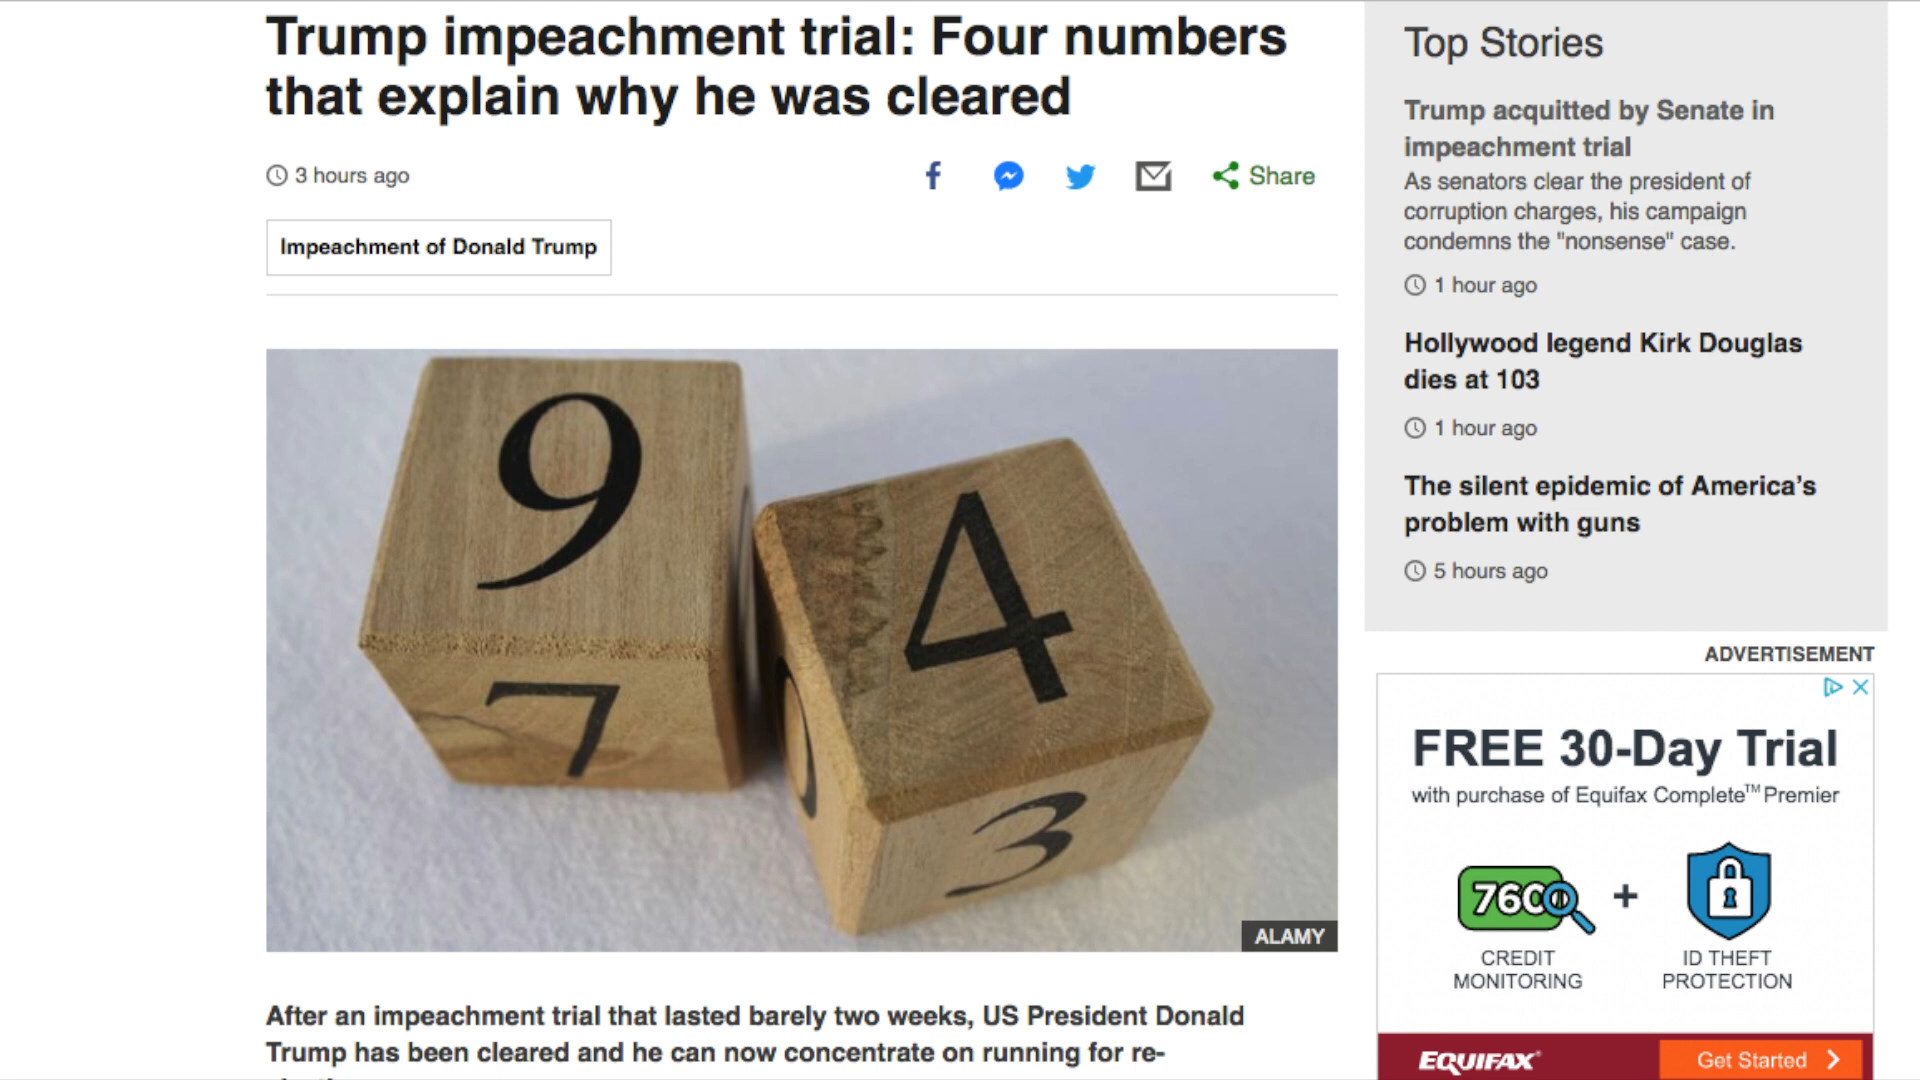 Trump impeachment trial: Four numbers
that explain why he was cleared
3 hours ago
Share
Impeachment of Donald Trump
9
7
4
3
ALAMY
After an impeachment trial that lasted barely two weeks, US President Donald
Trump has been cleared and he can now concentrate on running for re-
Top Stories
Trump acquitted by Senate in
impeachment trial
As senators clear the president of
corruption charges, his campaign
condemns the "nonsense" case.
1 hour ago
Hollywood legend Kirk Douglas
dies at 103
1 hour ago
The silent epidemic of America’s
problem with guns
5 hours ago
ADVERTISEMENT
FREE 30-Day Trial
with purchase of Equifax Complete™ Premier
760
+
CREDIT
MONITORING
ID THEFT
PROTECTION
EQUIFAX®
Get Started